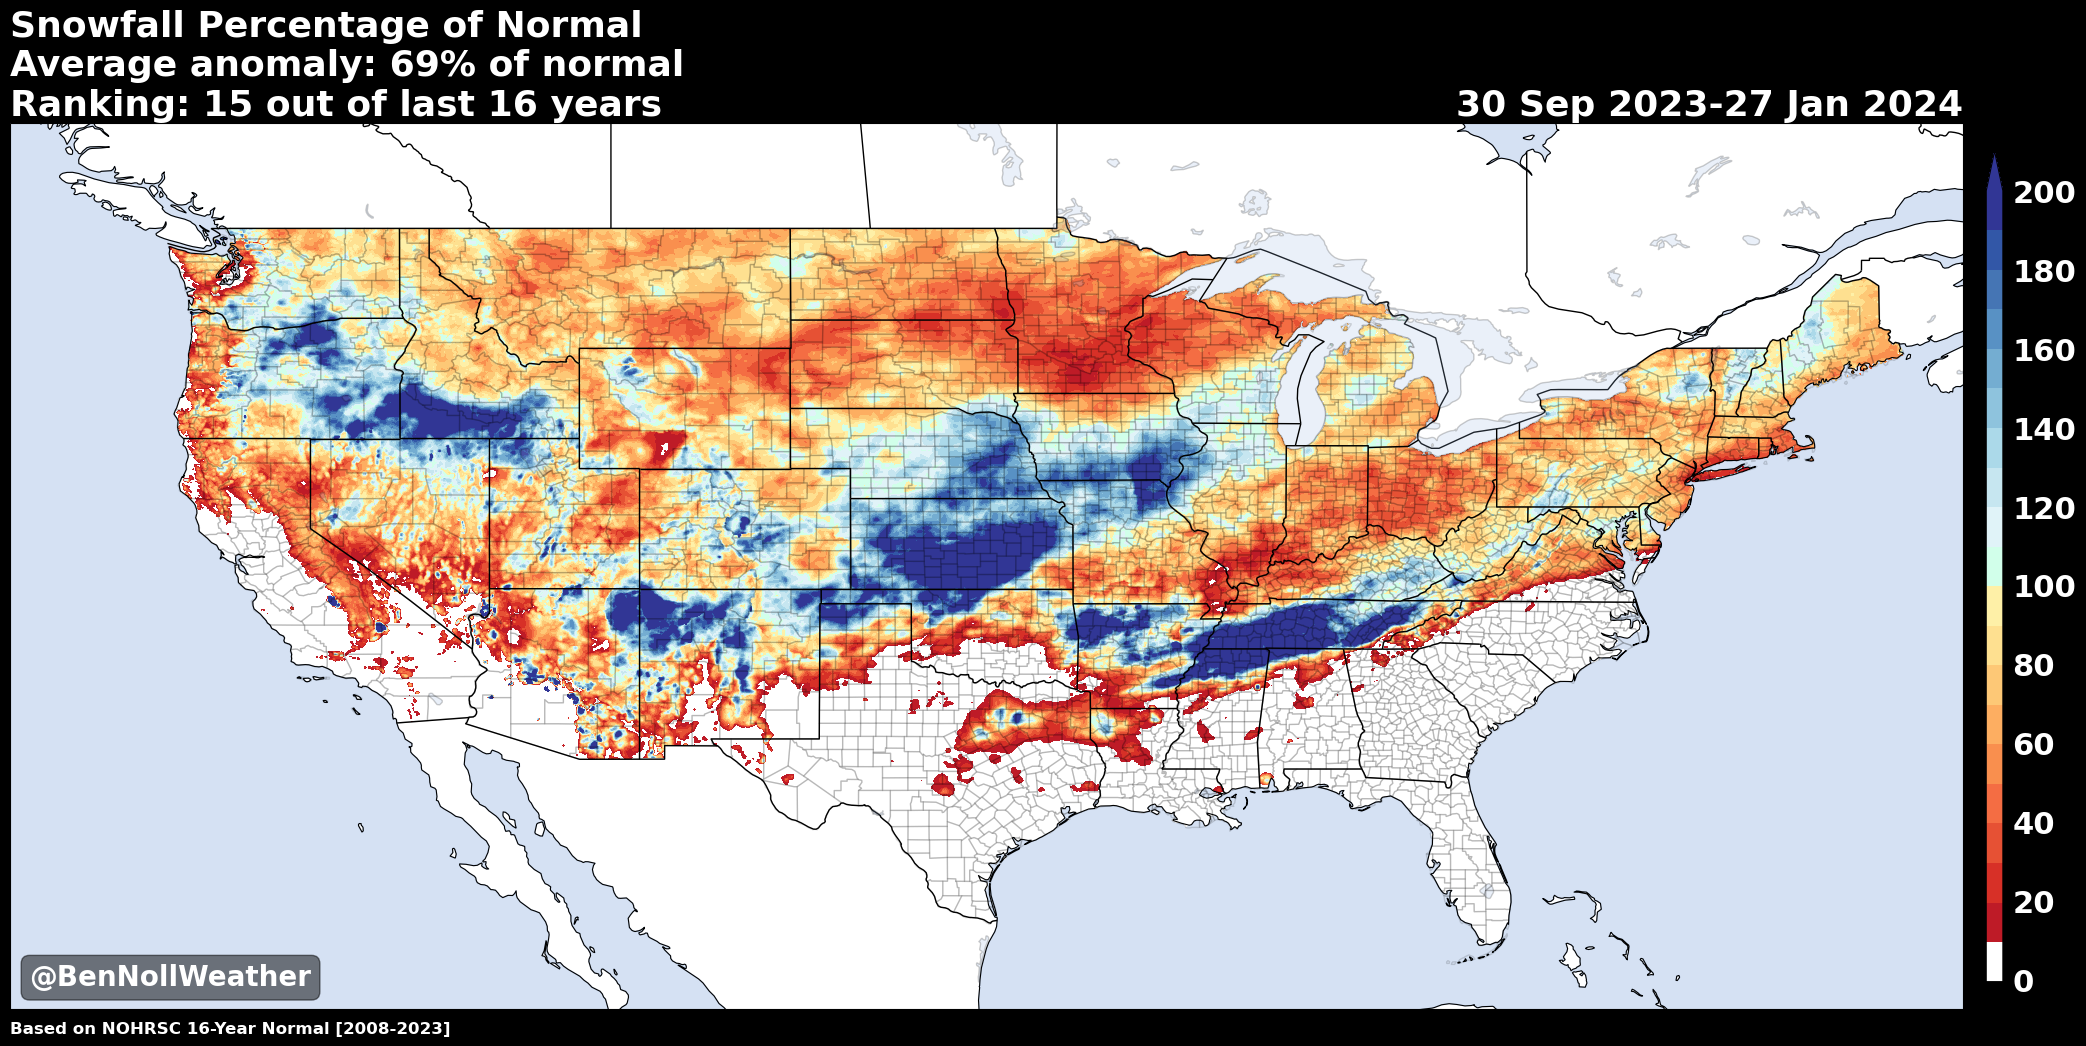 Snowfall Percentage of Normal
Average anomaly: 69% of normal
Ranking: 15 out of last 16 years
30 Sep 2023-27 Jan 2024
200
180
160
140
120
100
80
60
40
20
0
@BenNollWeather
Based on NOHRSC 16-Year Normal [2008-2023]